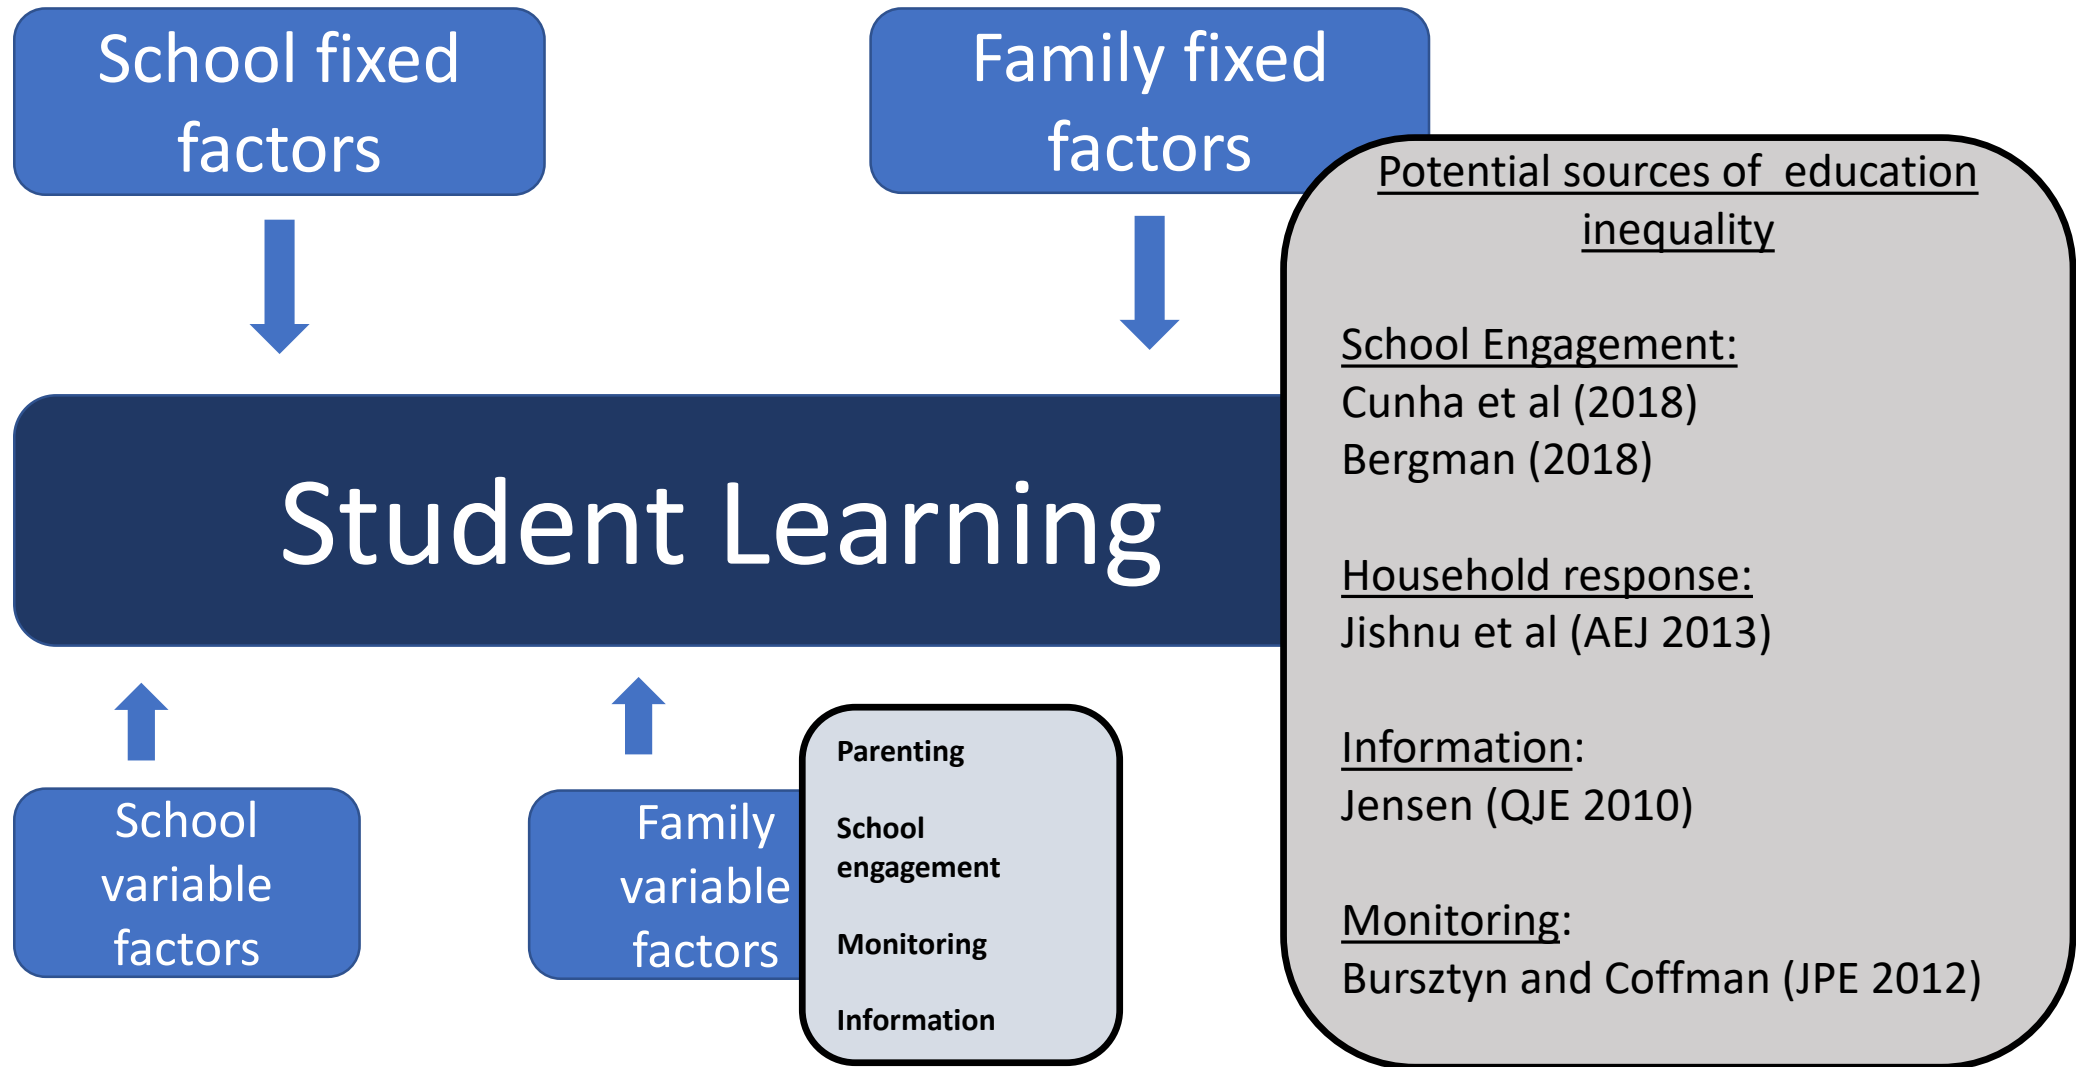 School fixed
factors
Family fixed
factors
Potential sources of  education
inequality
School Engagement:
Cunha et al (2018)
Bergman (2018)
Household response:
Jishnu et al (AEJ 2013)
Information:
Jensen (QJE 2010)
Monitoring:
Bursztyn and Coffman (JPE 2012)
Student Learning
School
variable
factors
Family
variable
factors
Parenting
School
engagement
Monitoring
Information